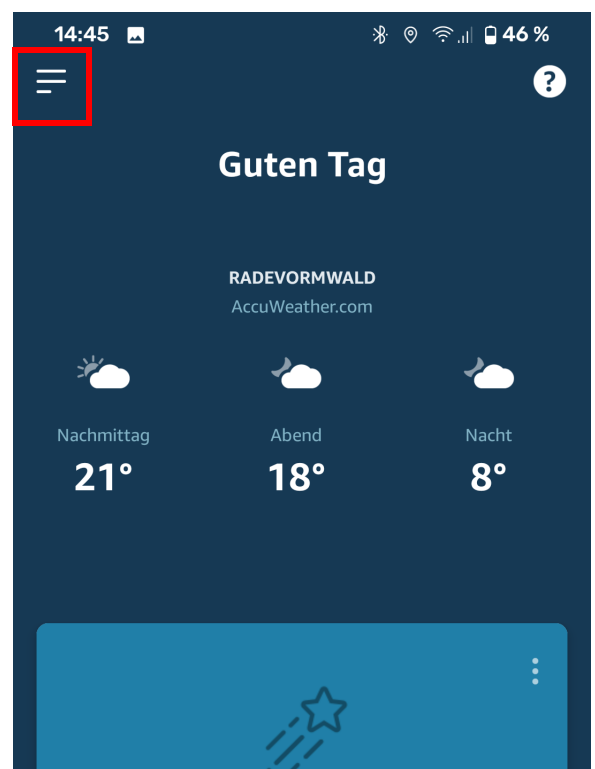 14:45 46 %
?
Guten Tag
RADEVORMWALD
AccuWeather.com
Nachmittag Abend Nacht
21° 18° 8°